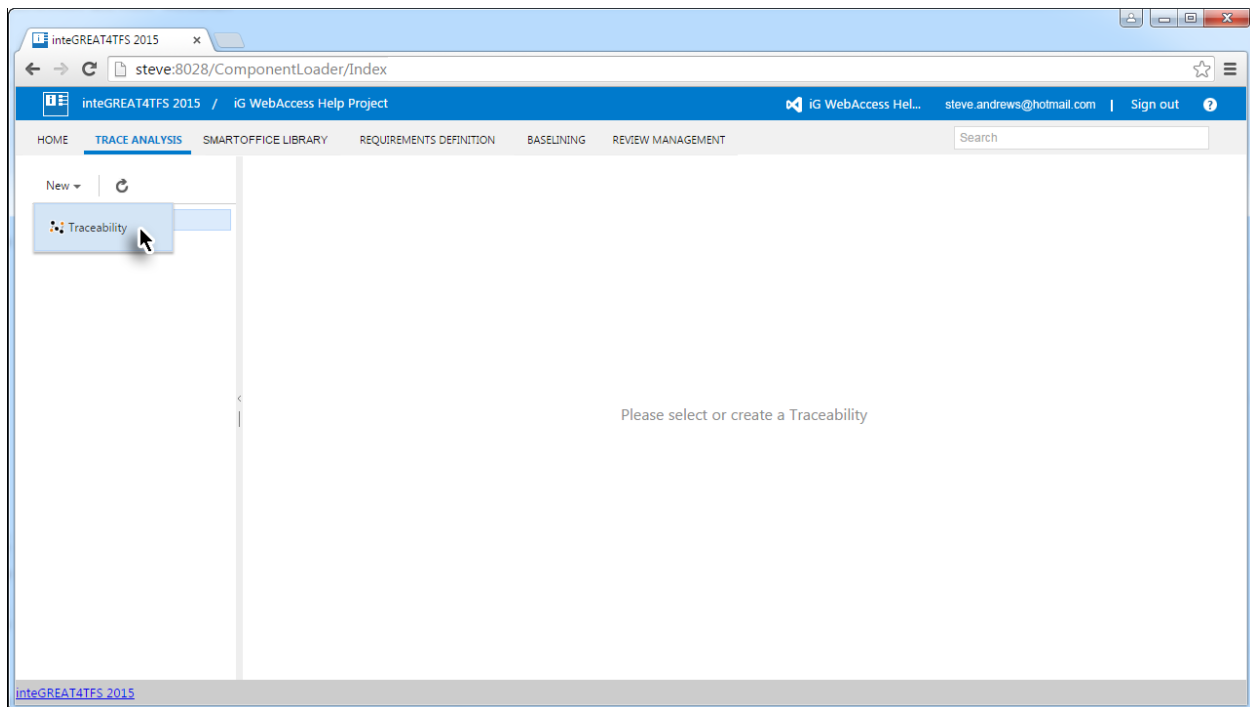 inteGREAT4TFS 2015
steve:8028/ComponentLoader/Index
inteGREAT4TFS 2015 / iG WebAccess Help Project
iG WebAccess Hel... steve.andrews@hotmail.com | Sign out ?
HOME TRACE ANALYSIS SMARTOFFICE LIBRARY REQUIREMENTS DEFINITION BASELINING REVIEW MANAGEMENT
Search
New
Traceability
Please select or create a Traceability
inteGREAT4TFS 2015